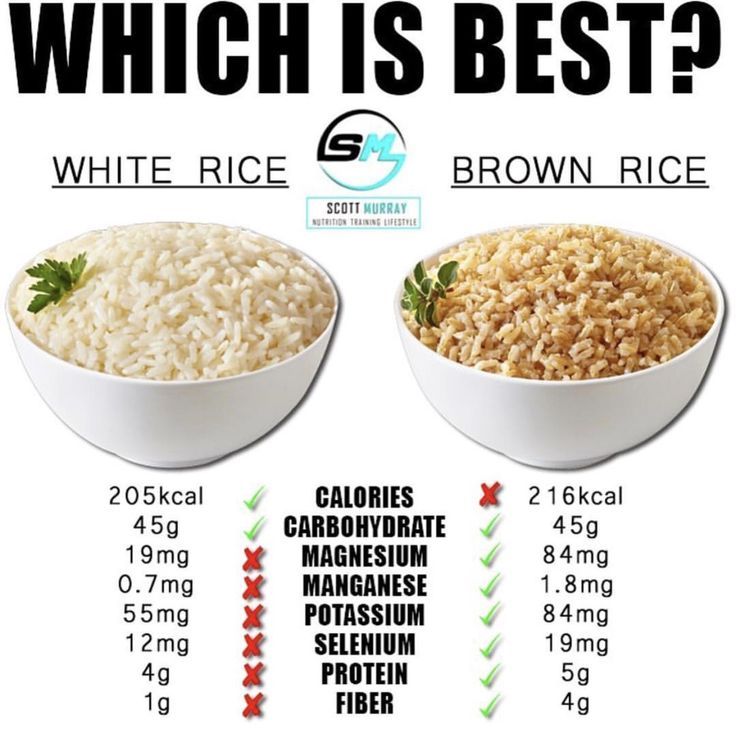 WHICH IS BEST?
WHITE RICE
SM
SCOTT MURRAY
NUTRITION TRAINING LIFESTYLE
BROWN RICE
205kcal CALORIES 216kcal
45g CARBOHYDRATE 45g
19mg MAGNESIUM 84mg
0.7mg MANGANESE 1.8mg
55mg POTASSIUM 84mg
12mg SELENIUM 19mg
4g PROTEIN 5g
1g FIBER 4g